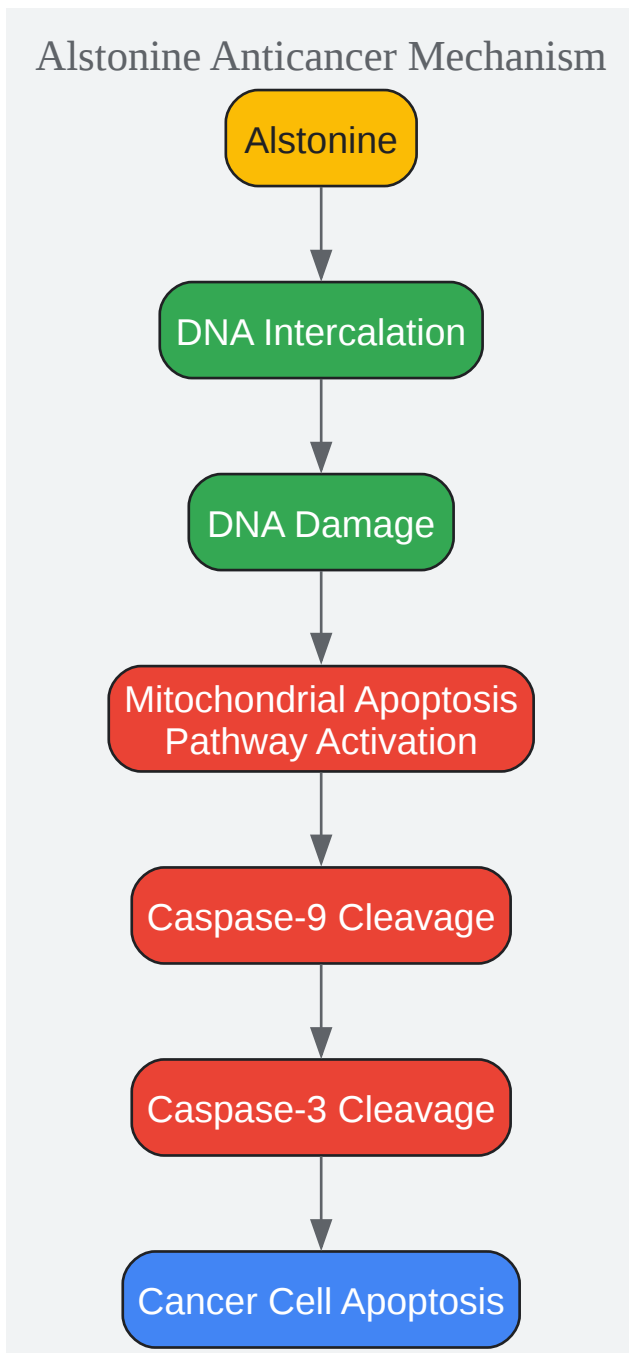 Alstonine Anticancer Mechanism
Alstonine
DNA Intercalation
DNA Damage
Mitochondrial Apoptosis
Pathway Activation
Caspase-9 Cleavage
Caspase-3 Cleavage
Cancer Cell Apoptosis